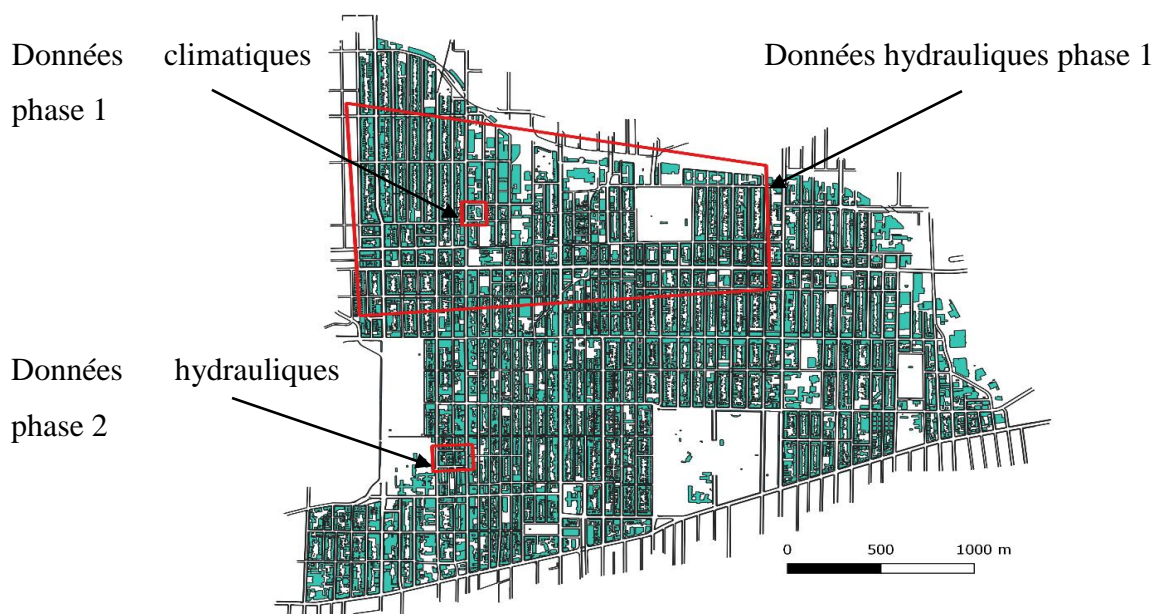 Données climatiques
phase 1
Données hydrauliques phase 1
Données hydrauliques
phase 2
0 500 1000 m